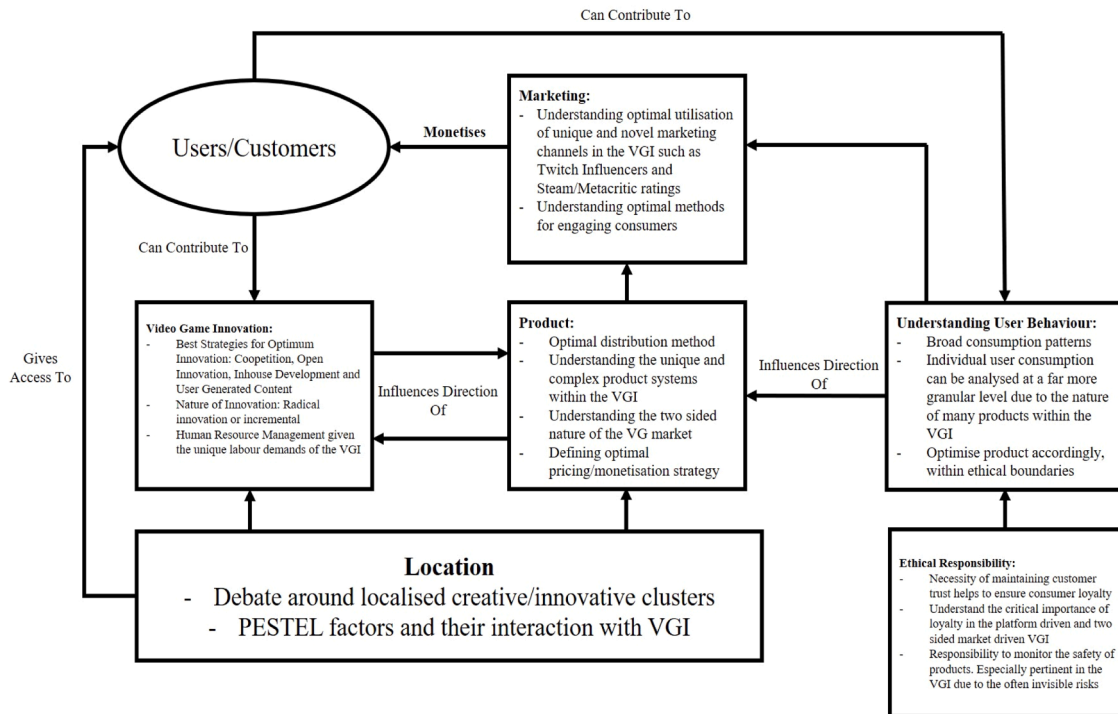 Can Contribute To
Users/Customers
Monetises
Marketing:
- Understanding optimal utilisation
of unique and novel marketing
channels in the VGI such as
Twitch Influencers and
Steam/Metacritic ratings
- Understanding optimal methods
for engaging consumers
Can Contribute To
Gives
Access To
Video Game Innovation:
- Best Strategies for Optimum
Innovation: Coopetition, Open
Innovation, Inhouse Development and
User Generated Content
- Nature of Innovation: Radical
innovation or incremental
- Human Resource Management given
the unique labour demands of the VGI
Influences Direction
Of
Product:
- Optimal distribution method
- Understanding the unique and
complex product systems
within the VGI
- Understanding the two sided
nature of the VG market
- Defining optimal
pricing/monetisation strategy
Influences Direction
Of
Understanding User Behaviour:
- Broad consumption patterns
- Individual user consumption
can be analysed at a far more
granular level due to the nature
of many products within the
VGI
- Optimise product accordingly,
within ethical boundaries
Location
- Debate around localised creative/innovative clusters
- PESTEL factors and their interaction with VGI
Ethical Responsibility:
- Necessity of maintaining customer
trust helps to ensure consumer loyalty
- Understand the critical importance of
loyalty in the platform driven and two
sided market driven VGI
- Responsibility to monitor the safety of
products. Especially pertinent in the
VGI due to the often invisible risks